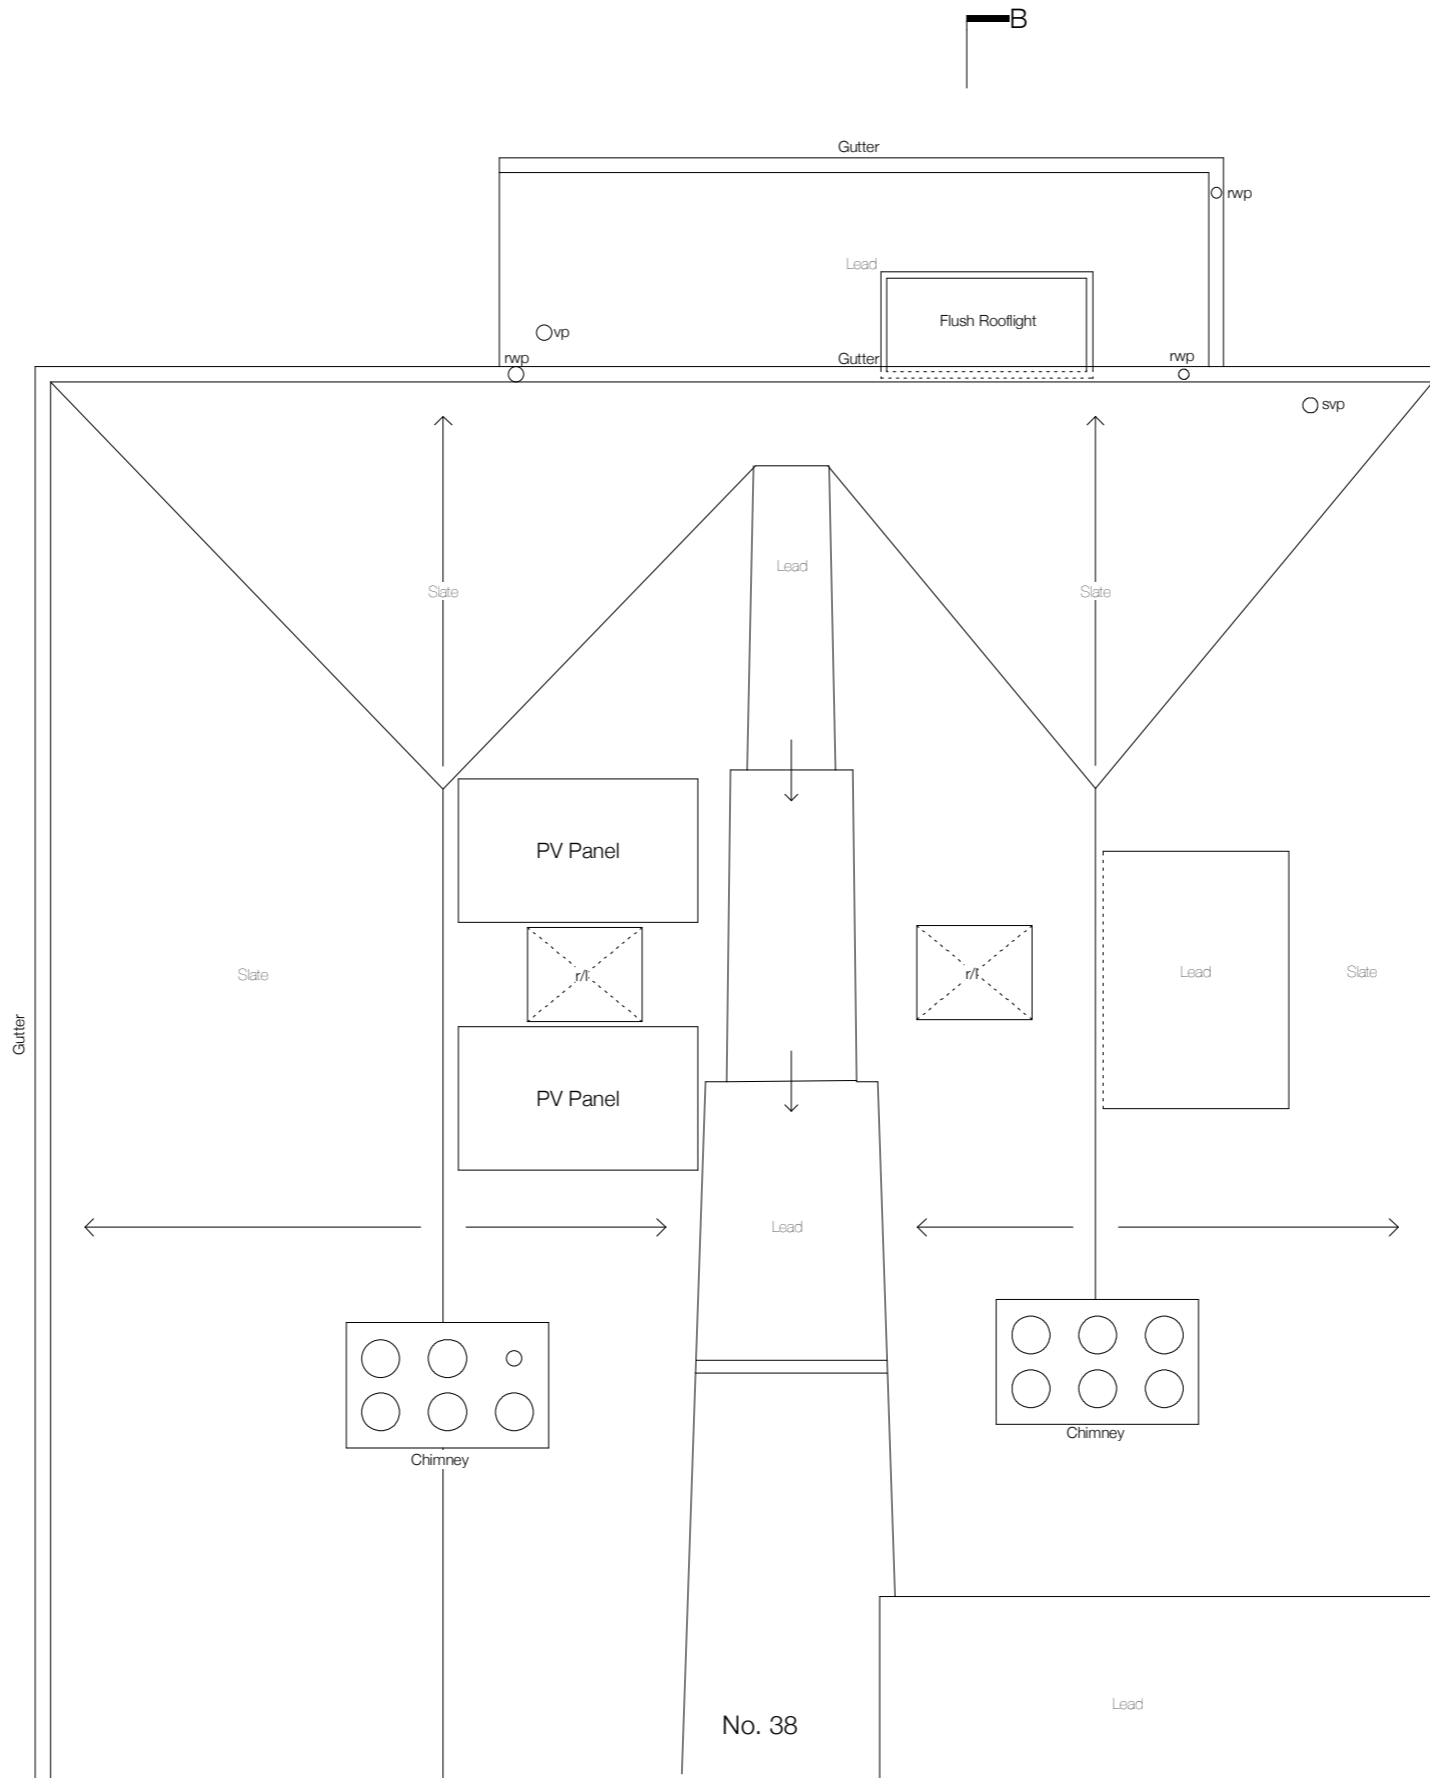 B
Gutter
rwp
Lead
Flush Rooflight
vp
rwp
Gutter
rwp
svp
Lead
Slate
Slate
PV Panel
Slate
r/l
r/l
Lead
Slate
Gutter
PV Panel
Lead
Chimney
Chimney
Lead
No. 38